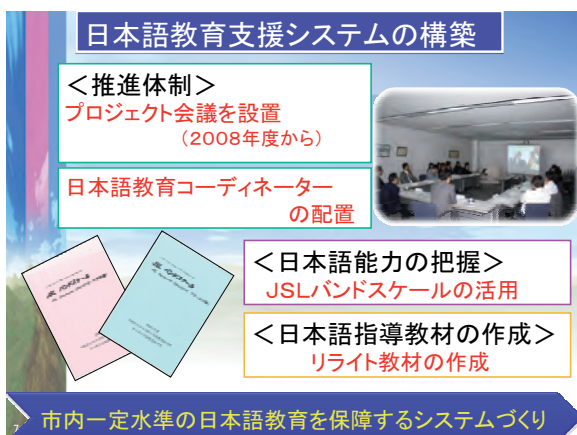 日本語教育支援システムの構築
＜推進体制＞
プロジェクト会議を設置
（２００８年度から）
日本語教育コーディネーター
の配置
＜日本語能力の把握＞
ＪＳＬバンドスケールの活用
＜日本語指導教材の作成＞
リライト教材の作成
市内一定水準の日本語教育を保障するシステムづくり
7